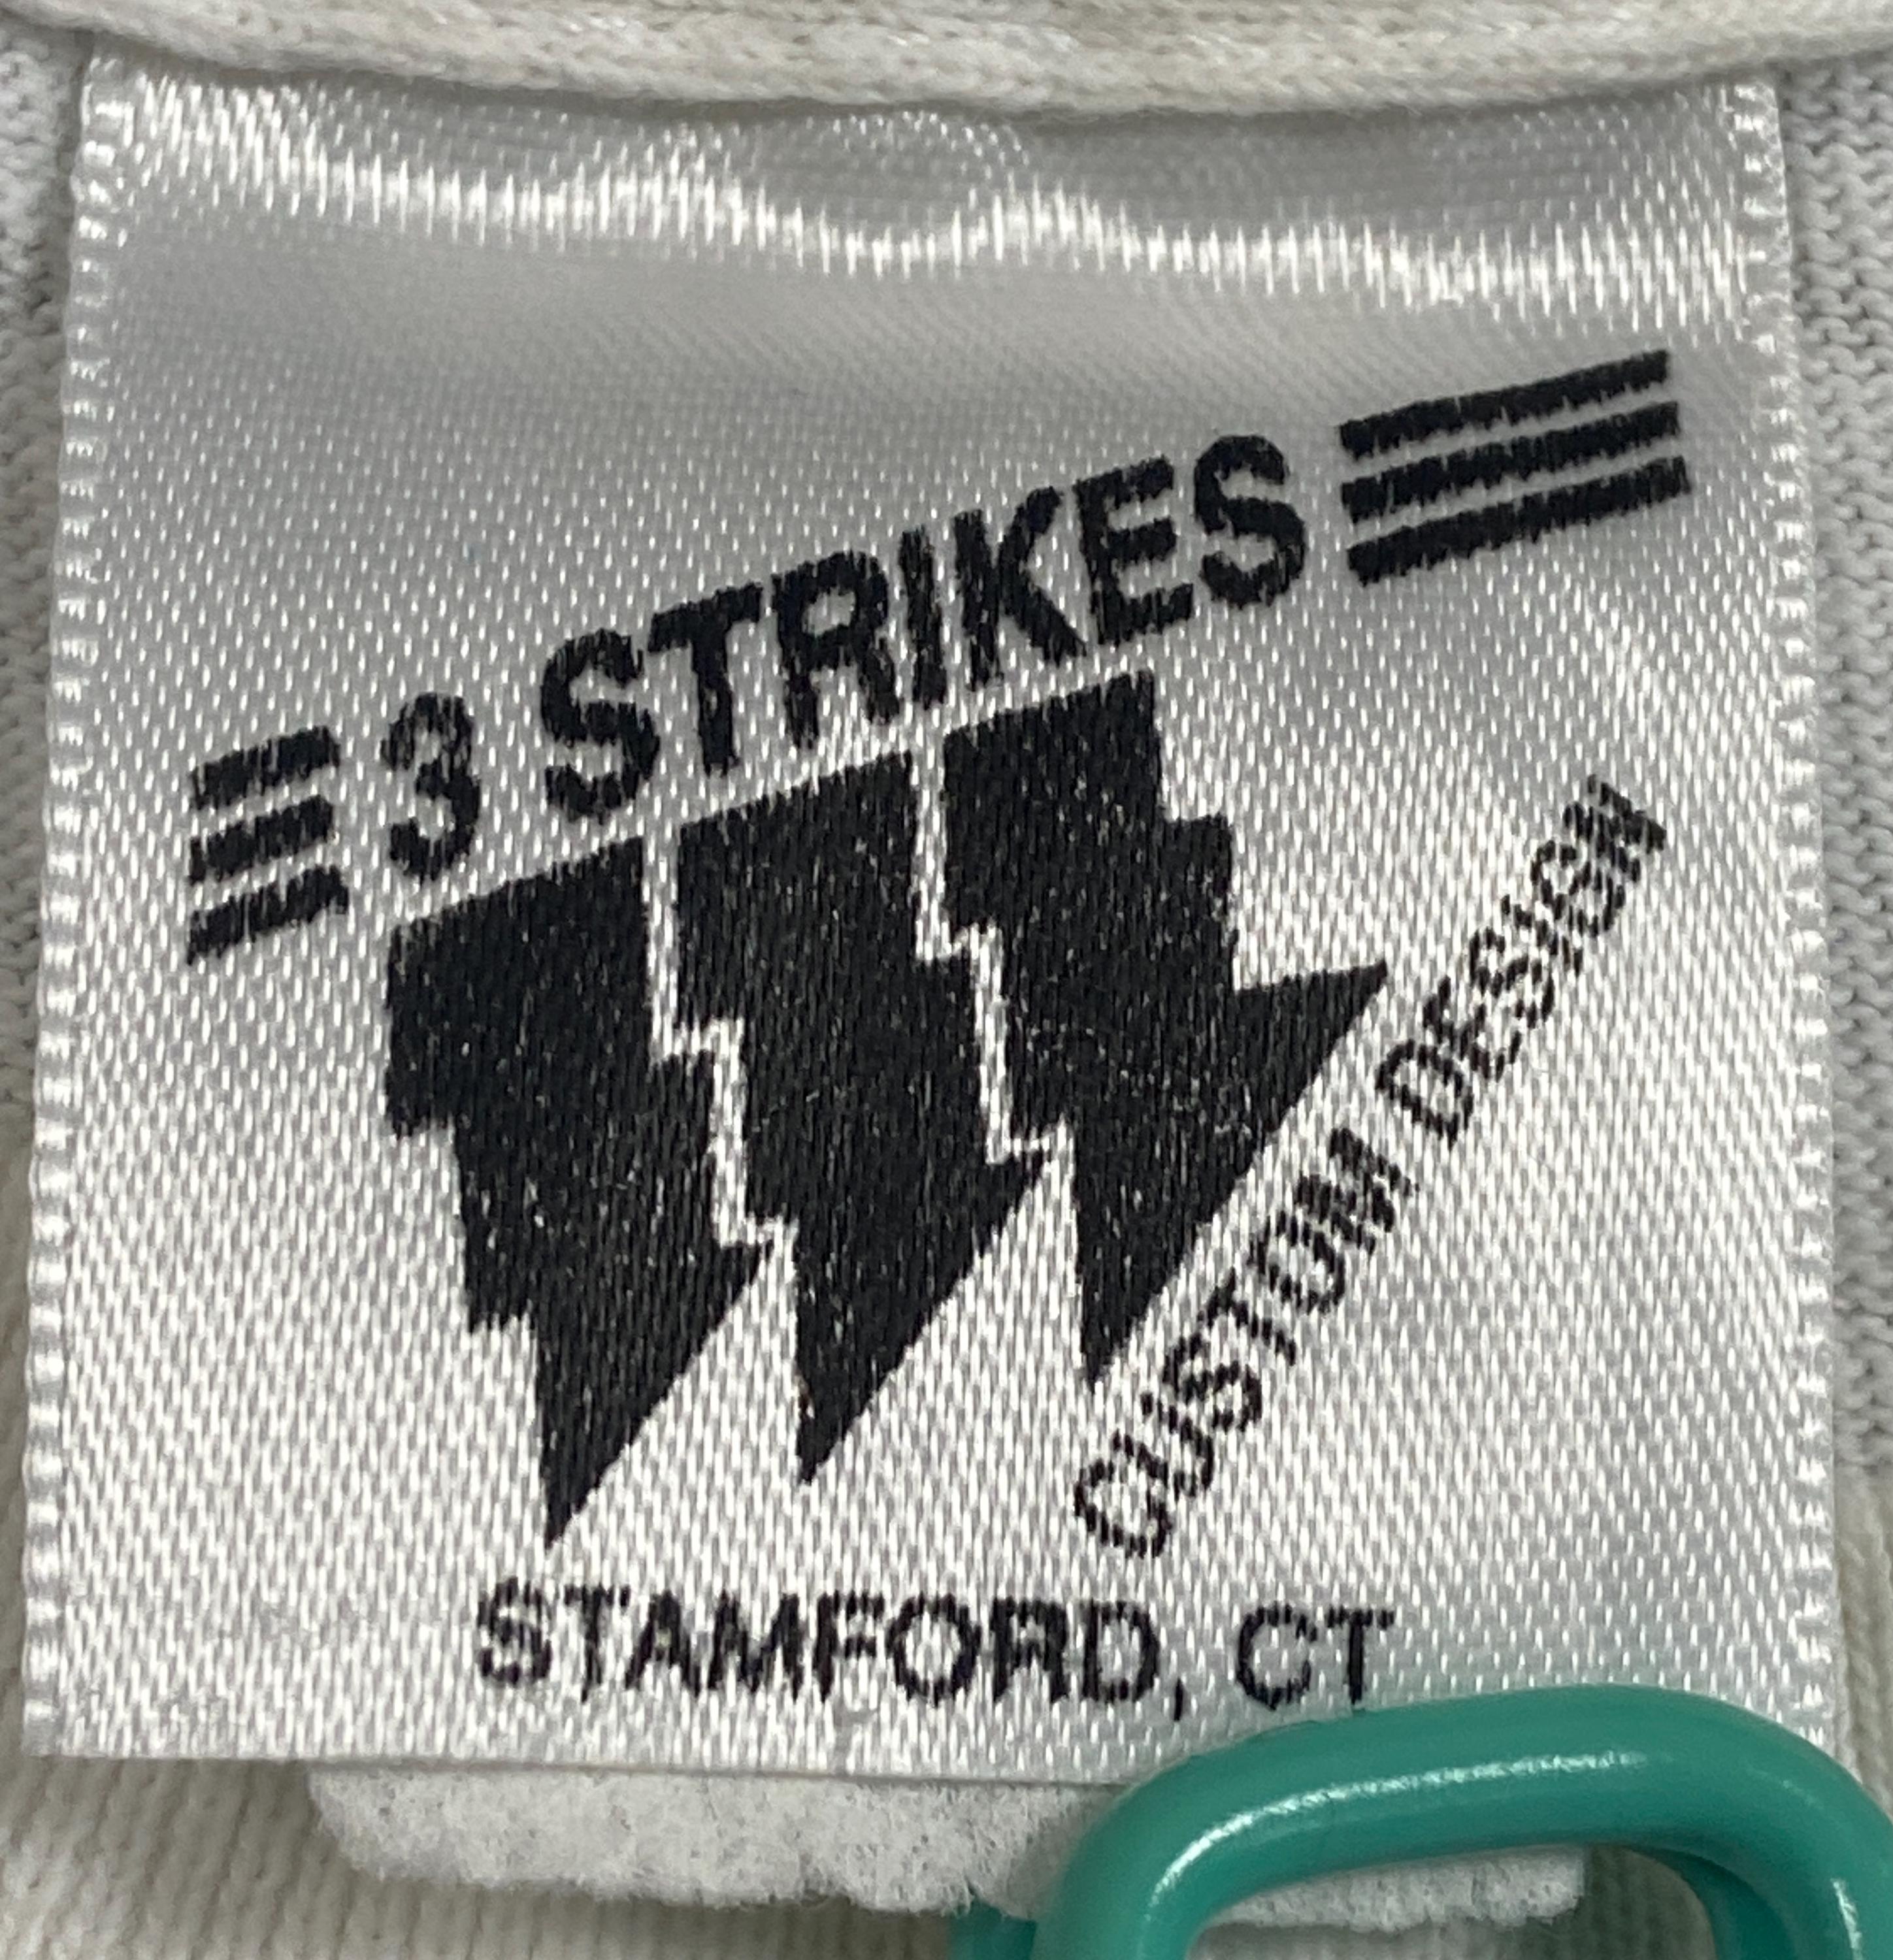 3 STRIKES
CUSTOM DESIGN
STAMFORD, CT